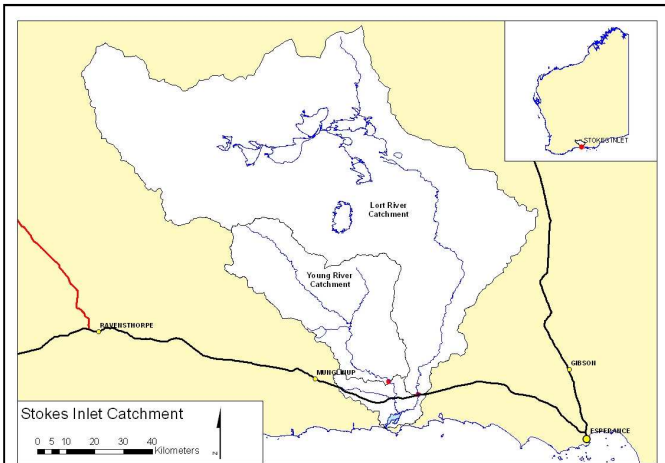 STOKES INLET
Lort River
Catchment
Young River
Catchment
RAVENSTHORPE
MUNGLINUP
GIBSON
ESPERANCE
Stokes Inlet Catchment
0 5 10 20 30 40
Kilometers
N